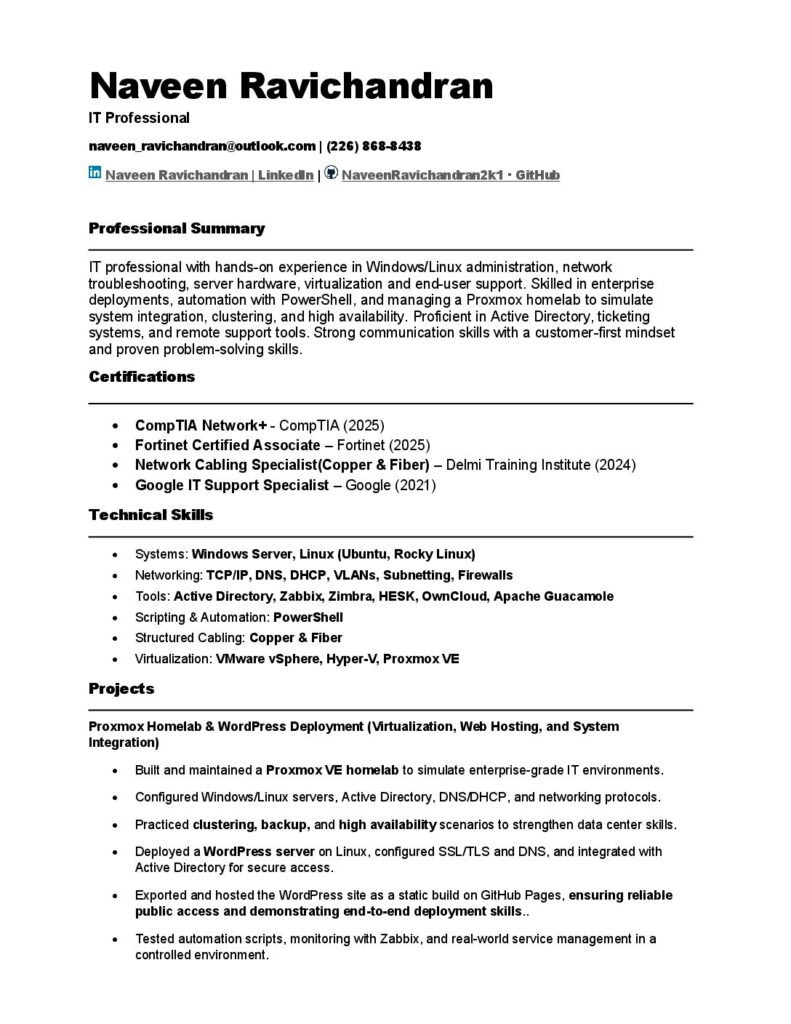 Naveen Ravichandran
IT Professional
naveen_ravichandran@outlook.com | (226) 868-8438
in Naveen Ravichandran | LinkedIn | NaveenRavichandran2k1 · GitHub
Professional Summary
IT professional with hands-on experience in Windows/Linux administration, network
troubleshooting, server hardware, virtualization and end-user support. Skilled in enterprise
deployments, automation with PowerShell, and managing a Proxmox homelab to simulate
system integration, clustering, and high availability. Proficient in Active Directory, ticketing
systems, and remote support tools. Strong communication skills with a customer-first mindset
and proven problem-solving skills.
Certifications
• CompTIA Network+ - CompTIA (2025)
• Fortinet Certified Associate – Fortinet (2025)
• Network Cabling Specialist(Copper & Fiber) – Delmi Training Institute (2024)
• Google IT Support Specialist – Google (2021)
Technical Skills
• Systems: Windows Server, Linux (Ubuntu, Rocky Linux)
• Networking: TCP/IP, DNS, DHCP, VLANs, Subnetting, Firewalls
• Tools: Active Directory, Zabbix, Zimbra, HESK, OwnCloud, Apache Guacamole
• Scripting & Automation: PowerShell
• Structured Cabling: Copper & Fiber
• Virtualization: VMware vSphere, Hyper-V, Proxmox VE
Projects
Proxmox Homelab & WordPress Deployment (Virtualization, Web Hosting, and System
Integration)
• Built and maintained a Proxmox VE homelab to simulate enterprise-grade IT environments.
• Configured Windows/Linux servers, Active Directory, DNS/DHCP, and networking protocols.
• Practiced clustering, backup, and high availability scenarios to strengthen data center skills.
• Deployed a WordPress server on Linux, configured SSL/TLS and DNS, and integrated with
Active Directory for secure access.
• Exported and hosted the WordPress site as a static build on GitHub Pages, ensuring reliable
public access and demonstrating end-to-end deployment skills..
• Tested automation scripts, monitoring with Zabbix, and real-world service management in a
controlled environment.